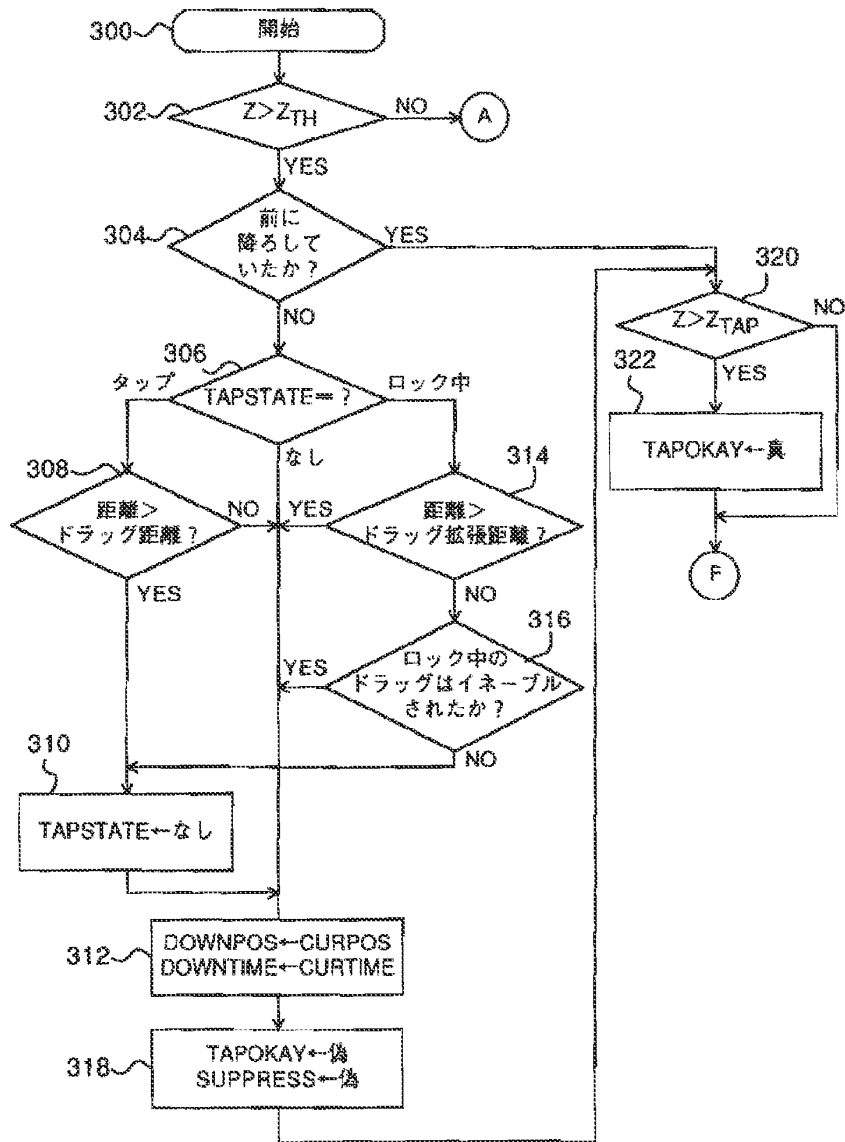 300
開始
302
Z>ZTH
NO
A
YES
304
前に
降ろして
いたか？
YES
NO
320
Z>ZTAP
NO
YES
322
TAPOKAY←真
F
306
タップ
TAPSTATE=？
ロック中
なし
308
距離>
ドラッグ距離？
NO
YES
314
距離>
ドラッグ拡張距離？
YES
NO
316
ロック中の
ドラッグはイネーブル
されたか？
YES
NO
310
TAPSTATE←なし
312
DOWNPOS←CURPOS
DOWNTIME←CURTIME
318
TAPOKAY←偽
SUPPRESS←偽